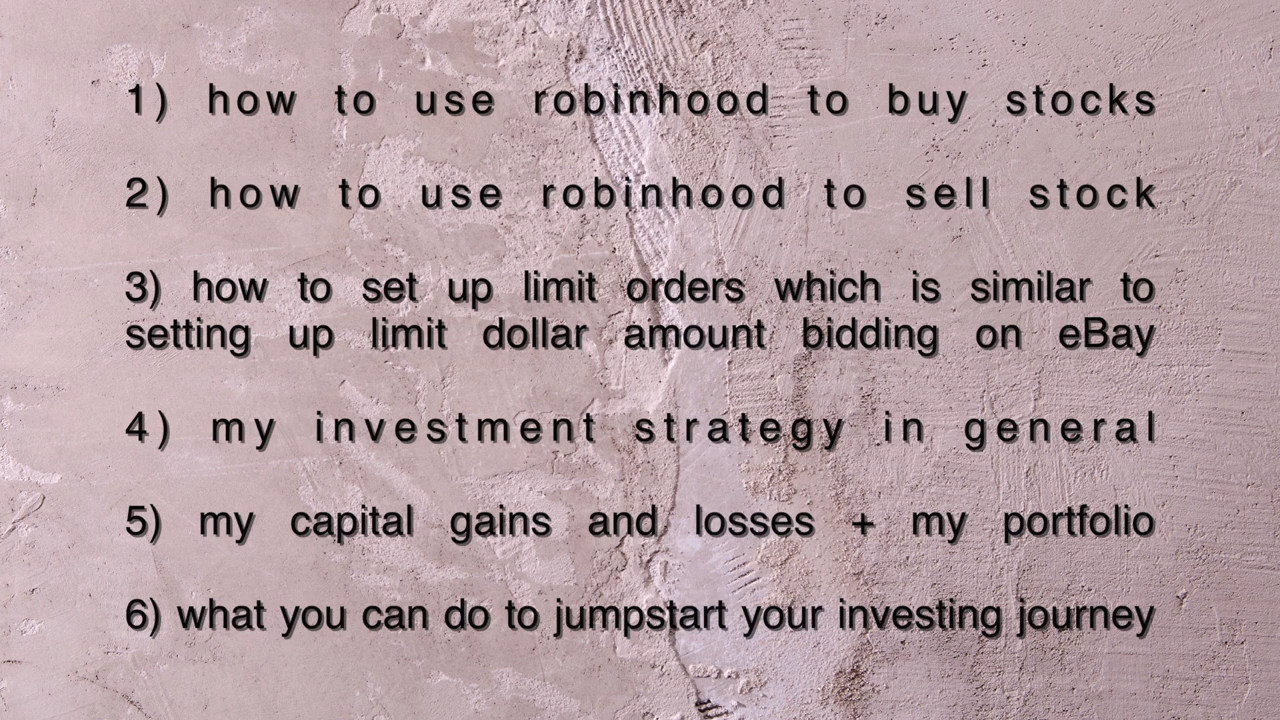 1) how to use robinhood to buy stocks
2) how to use robinhood to sell stock
3) how to set up limit orders which is similar to
setting up limit dollar amount bidding on eBay
4) my investment strategy in general
5) my capital gains and losses + my portfolio
6) what you can do to jumpstart your investing journey